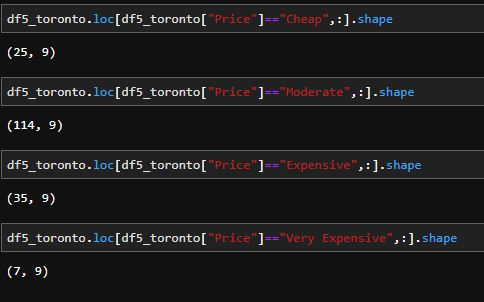 df5_toronto.loc[df5_toronto["Price"]=="Cheap",:].shape
(25, 9)
df5_toronto.loc[df5_toronto["Price"]=="Moderate",:].shape
(114, 9)
df5_toronto.loc[df5_toronto["Price"]=="Expensive",:].shape
(35, 9)
df5_toronto.loc[df5_toronto["Price"]=="Very Expensive",:].shape
(7, 9)